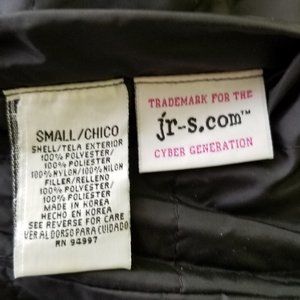 SMALL/CHICO
SHELL/TELA EXTERIOR
100% POLYESTER/
100% POLYESTER/
100% NYLON/100% NILON
FILLER/RELLENO
100% POLYESTER/
100% POLYESTER/
MADE IN KOREA
HECHO EN KOREA
SEE REVERSE FOR CARE
VER AL DORSO PARA CUIDADO
RN 94997
TRADEMARK FOR THE
jr-s.com™
CYBER GENERATION